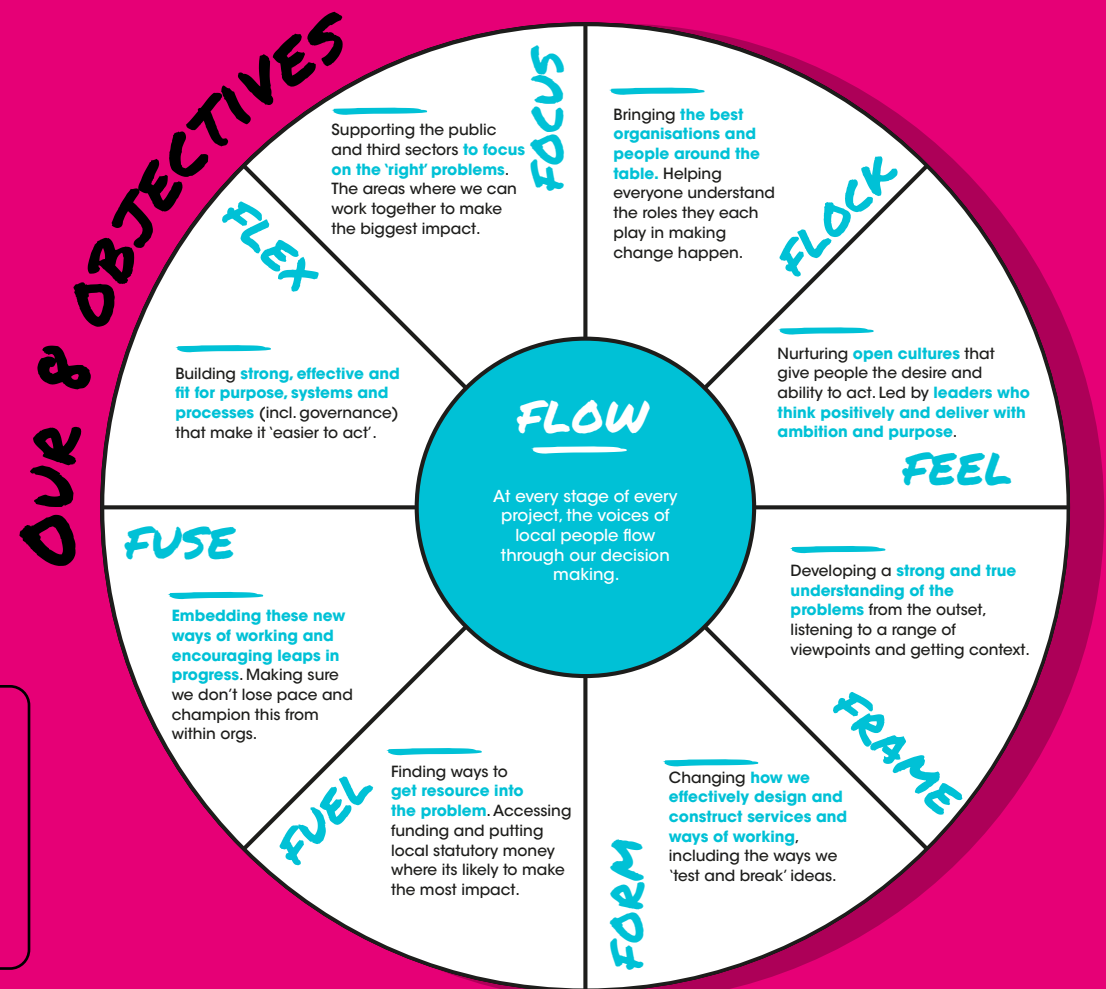 OUR 8 OBJECTIVES
FOCUS
Supporting the public
and third sectors to focus
on the ‘right’ problems.
The areas where we can
work together to make
the biggest impact.
FLOCK
Bringing the best
organisations and
people around the
table. Helping
everyone understand
the roles they each
play in making
change happen.
Nurturing open cultures that
give people the desire and
ability to act. Led by leaders who
think positively and deliver with
ambition and purpose.
FEEL
Developing a strong and true
understanding of the
problems from the outset,
listening to a range of
viewpoints and getting context.
FRAME
Changing how we
effectively design and
construct services and
ways of working,
including the ways we
‘test and break’ ideas.
FORM
FUEL
Finding ways to
get resource into
the problem. Accessing
funding and putting
local statutory money
where its likely to make
the most impact.
FUSE
Embedding these new
ways of working and
encouraging leaps in
progress. Making sure
we don’t lose pace and
champion this from
within orgs.
FLEX
Building strong, effective and
fit for purpose, systems and
processes (incl. governance)
that make it ‘easier to act’.
FLOW
At every stage of every
project, the voices of
local people flow
through our decision
making.